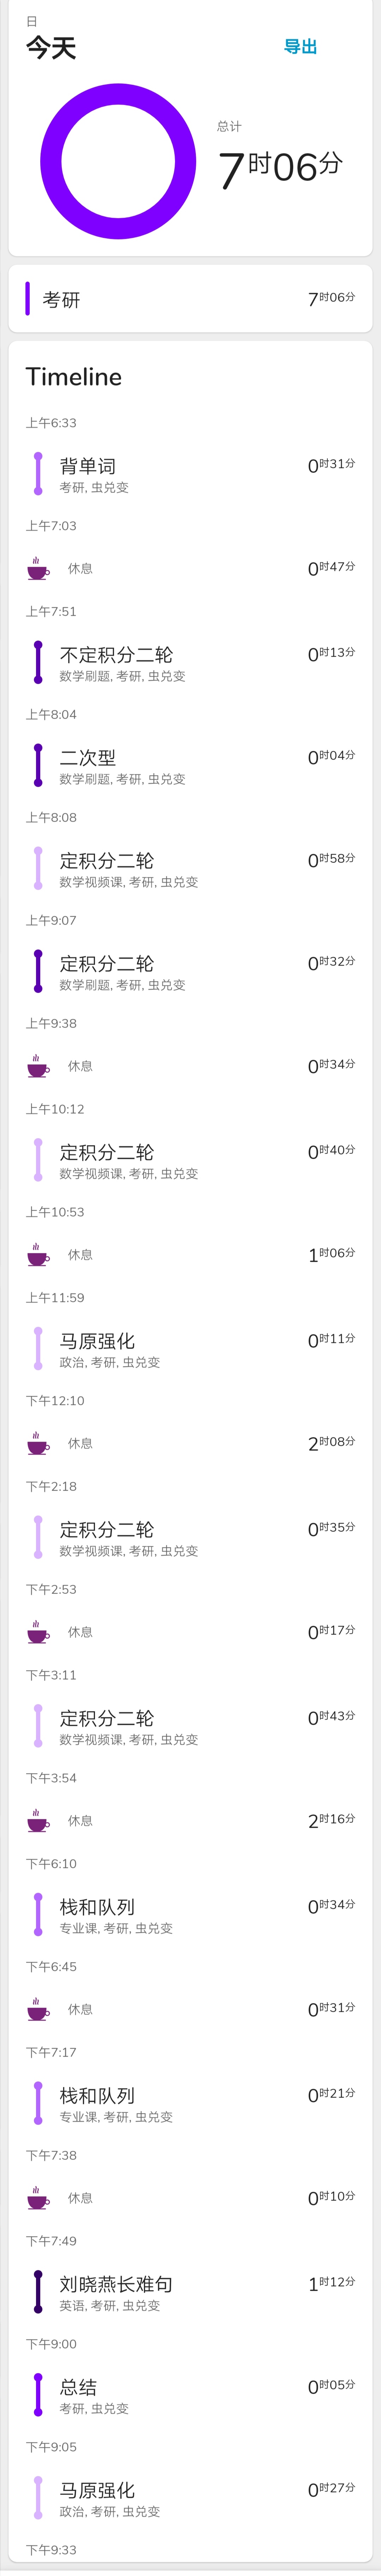 日
今天
导出
总计
7时06分
考研
7时06分
Timeline
上午6:33
背单词
0时31分
考研, 虫兑变
上午7:03
休息
0时47分
上午7:51
不定积分二轮
0时13分
数学刷题, 考研, 虫兑变
上午8:04
二次型
0时04分
数学刷题, 考研, 虫兑变
上午8:08
定积分二轮
0时58分
数学视频课, 考研, 虫兑变
上午9:07
定积分二轮
0时32分
数学刷题, 考研, 虫兑变
上午9:38
休息
0时34分
上午10:12
定积分二轮
0时40分
数学视频课, 考研, 虫兑变
上午10:53
休息
1时06分
上午11:59
马原强化
0时11分
政治, 考研, 虫兑变
下午12:10
休息
2时08分
下午2:18
定积分二轮
0时35分
数学视频课, 考研, 虫兑变
下午2:53
休息
0时17分
下午3:11
定积分二轮
0时43分
数学视频课, 考研, 虫兑变
下午3:54
休息
2时16分
下午6:10
栈和队列
0时34分
专业课, 考研, 虫兑变
下午6:45
休息
0时31分
下午7:17
栈和队列
0时21分
专业课, 考研, 虫兑变
下午7:38
休息
0时10分
下午7:49
刘晓燕长难句
1时12分
英语, 考研, 虫兑变
下午9:00
总结
0时05分
考研, 虫兑变
下午9:05
马原强化
0时27分
政治, 考研, 虫兑变
下午9:33